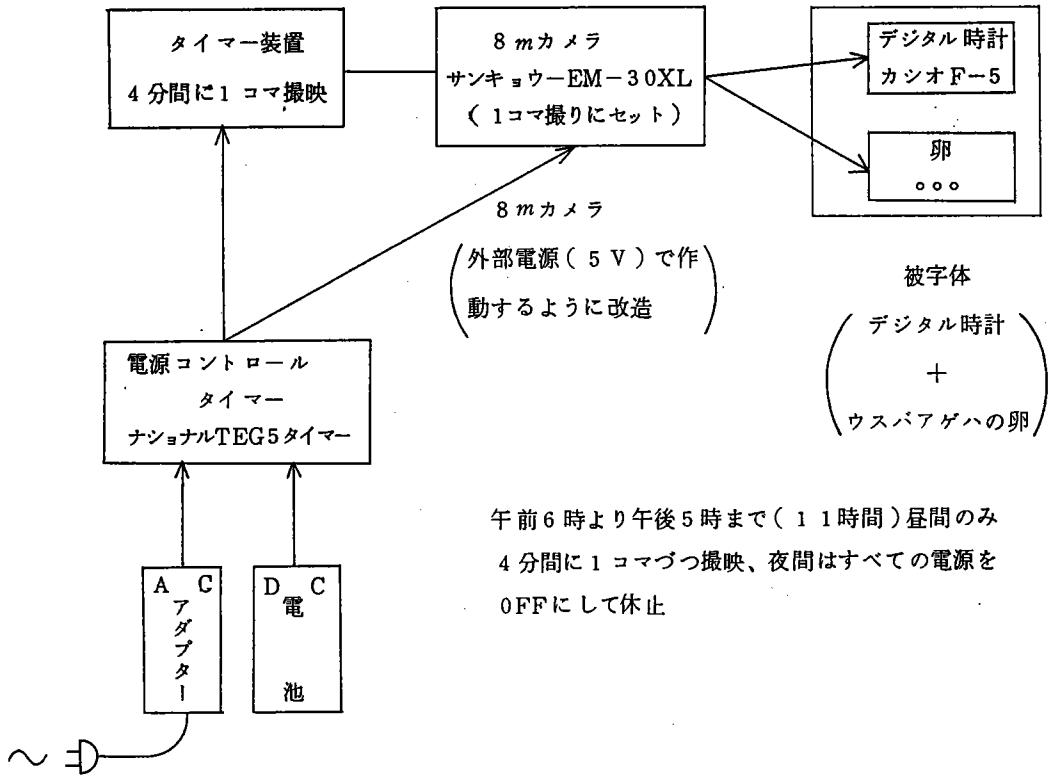 タイマー装置
4分間に1コマ撮映
8mカメラ
サンキョウーEM-30XL
(1コマ撮りにセット)
デジタル時計
カシオF-5
卵
8mカメラ
(外部電源(5V)で作
動するように改造)
被字体
(デジタル時計
+
ウスバアゲハの卵)
電源コントロール
タイマー
ナショナルTEG5タイマー
午前6時より午後5時まで(11時間)昼間のみ
4分間に1コマづつ撮映、夜間はすべての電源を
OFFにして休止
AC
アダプター
DC
電池